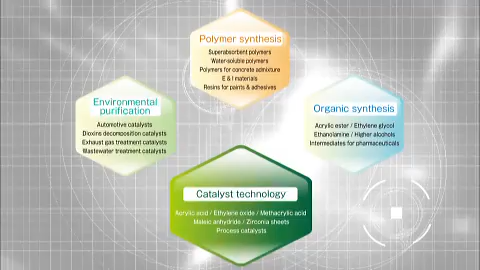 Polymer synthesis
Superabsorbent polymers
Water-soluble polymers
Polymers for concrete admixture
E & I materials
Resins for paints & adhesives
Environmental
purification
Automotive catalysts
Dioxins decomposition catalysts
Exhaust gas treatment catalysts
Wastewater treatment catalysts
Organic synthesis
Acrylic ester / Ethylene glycol
Ethanolamine / Higher alcohols
Intermediates for pharmaceuticals
Catalyst technology
Acrylic acid / Ethylene oxide / Methacrylic acid
Maleic anhydride / Zirconia sheets
Process catalysts